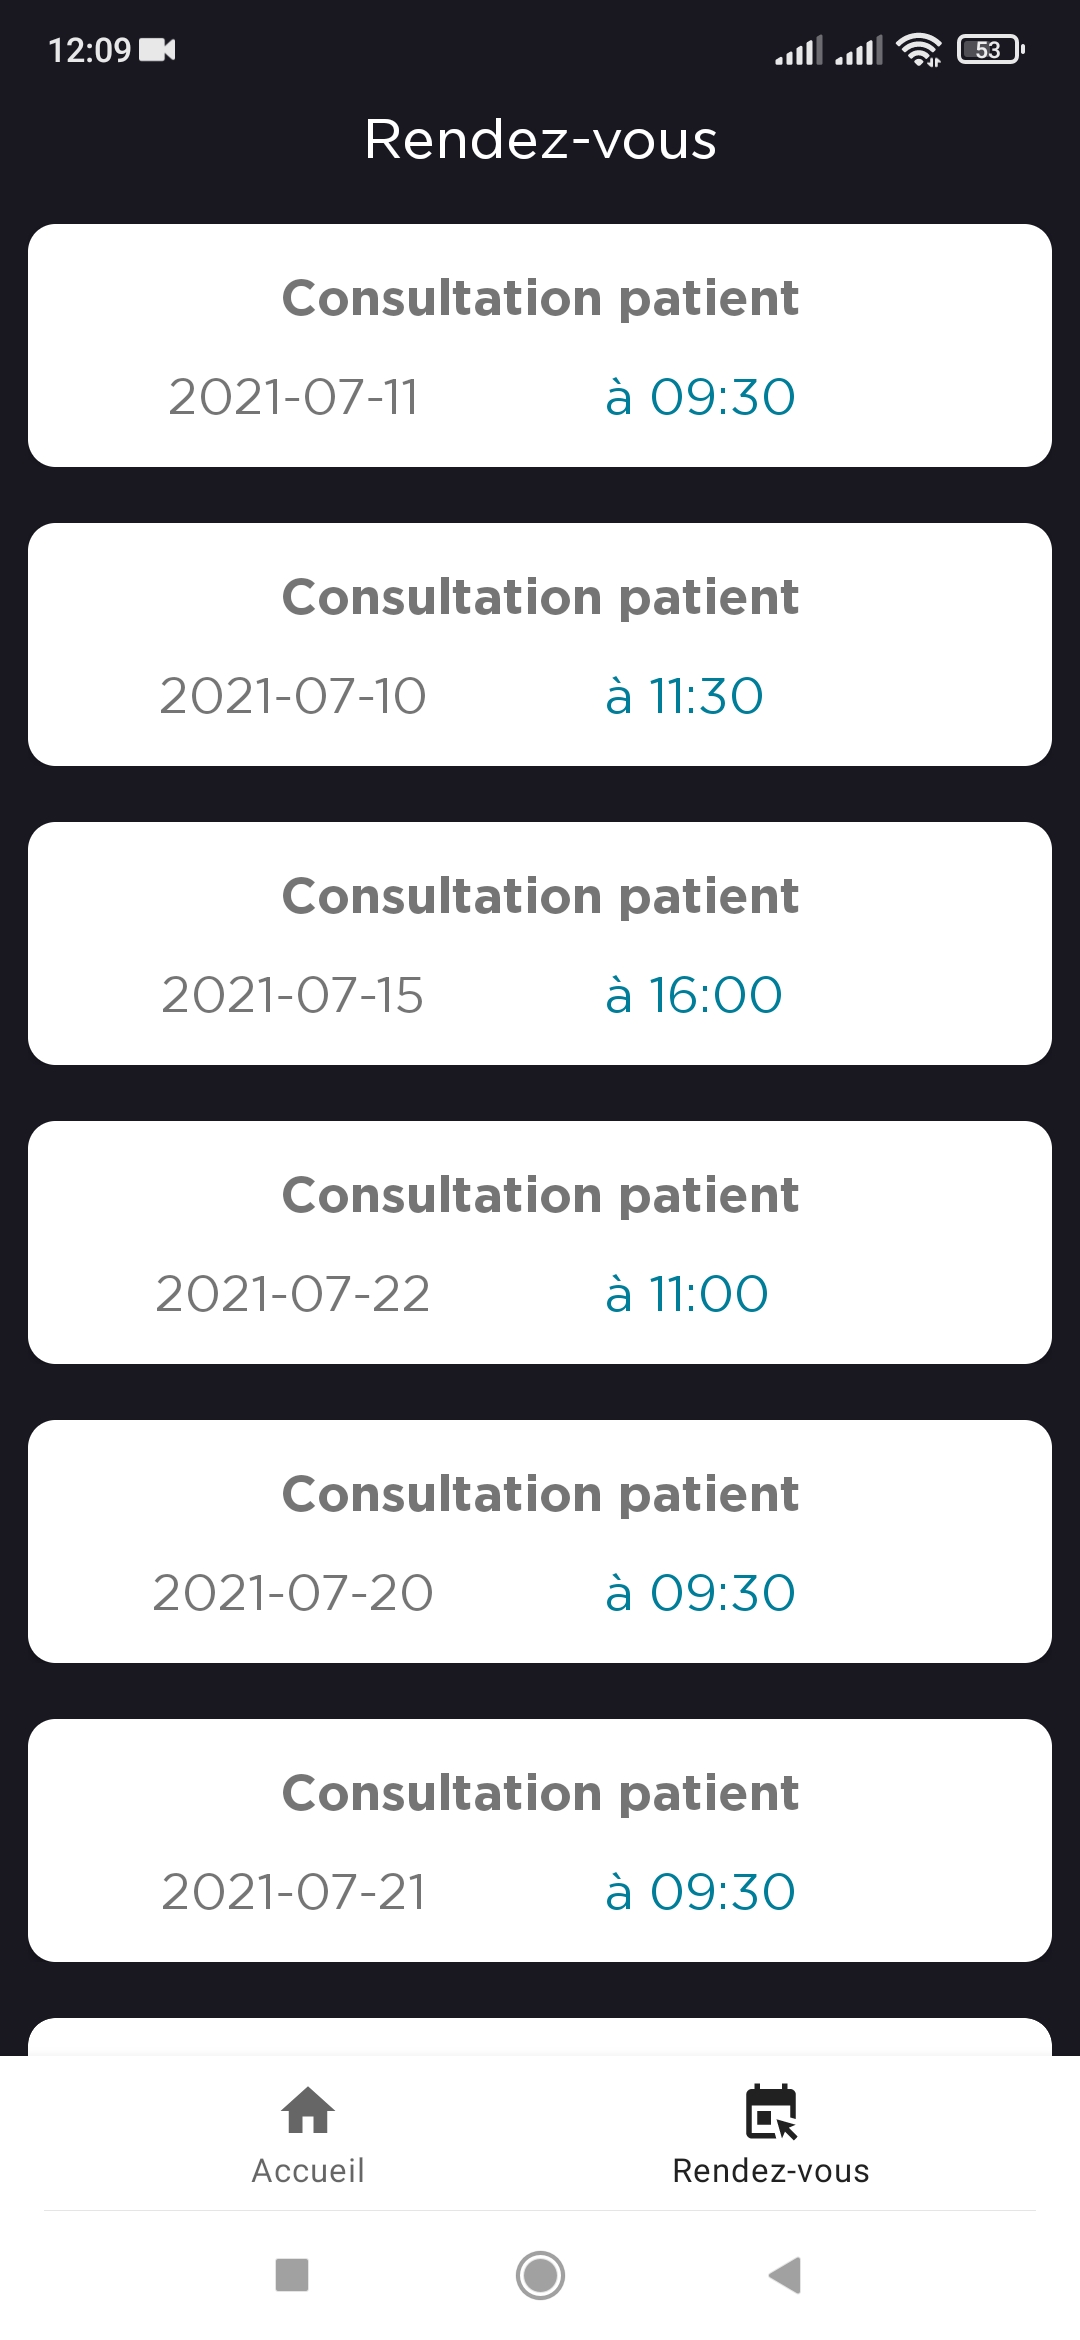 12:09
53
Rendez-vous
Consultation patient
2021-07-11 à 09:30
Consultation patient
2021-07-10 à 11:30
Consultation patient
2021-07-15 à 16:00
Consultation patient
2021-07-22 à 11:00
Consultation patient
2021-07-20 à 09:30
Consultation patient
2021-07-21 à 09:30
Accueil
Rendez-vous